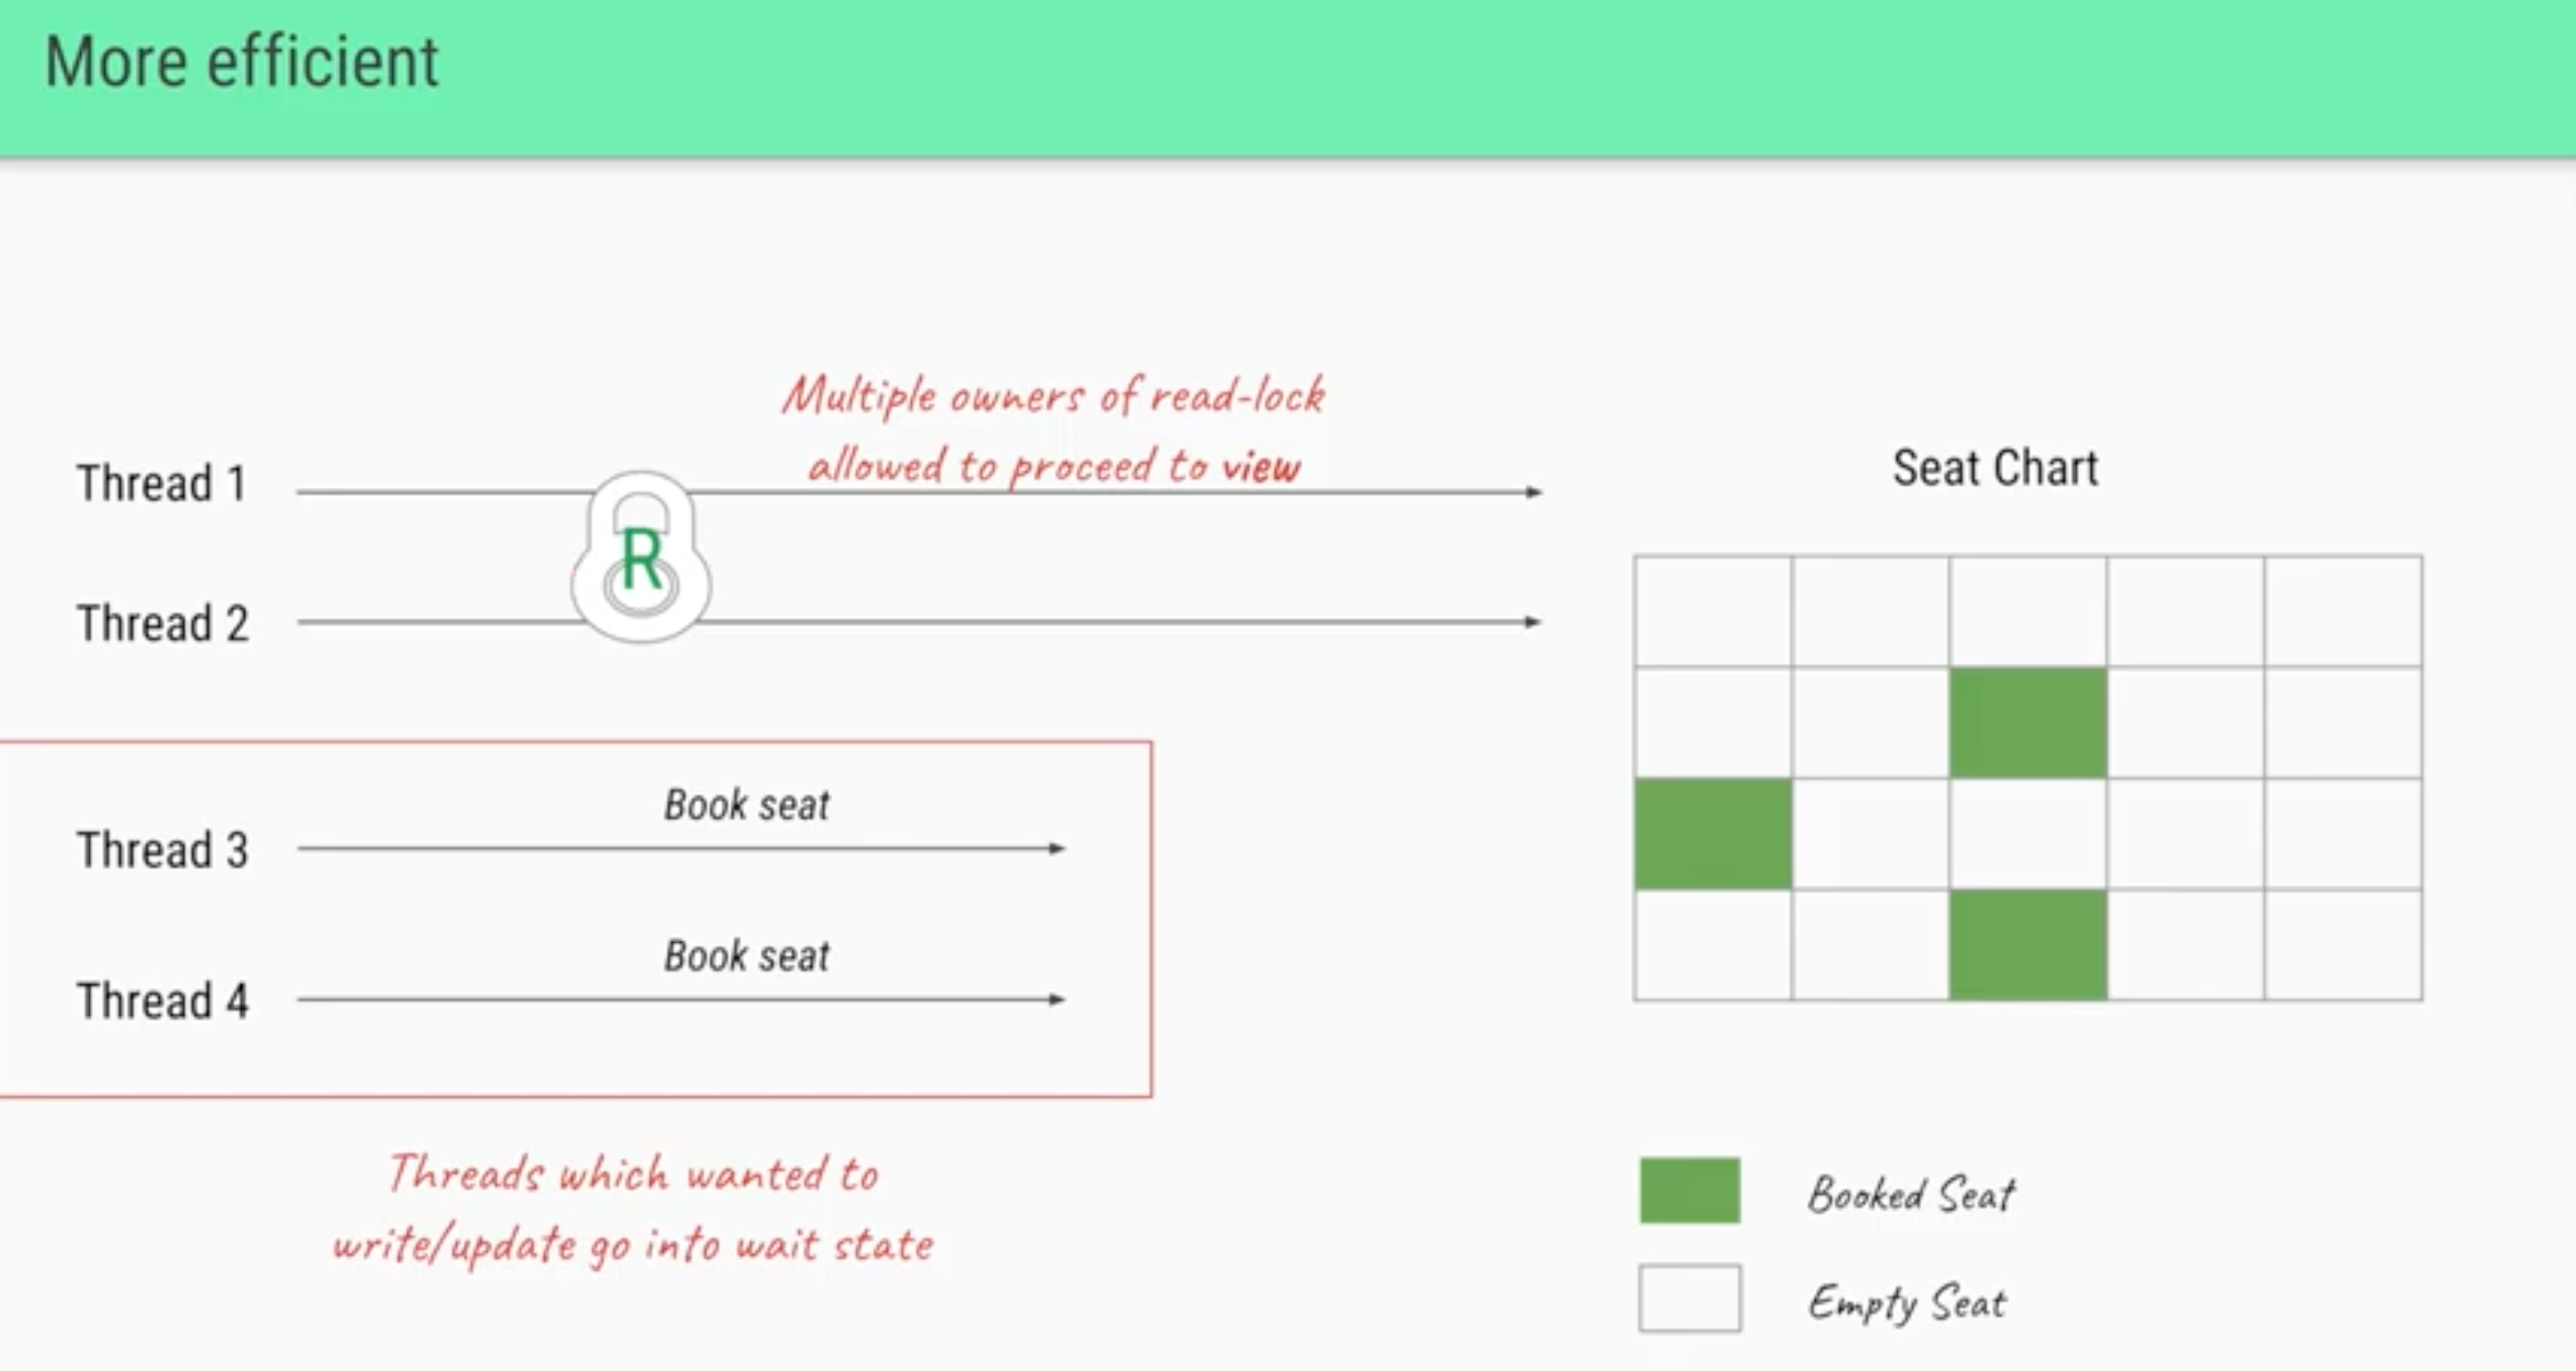 More efficient
Multiple owners of read-lock
allowed to proceed to view
Thread 1
R
Thread 2
Seat Chart
Book seat
Thread 3
Book seat
Thread 4
Threads which wanted to
write/update go into wait state
Booked Seat
Empty Seat